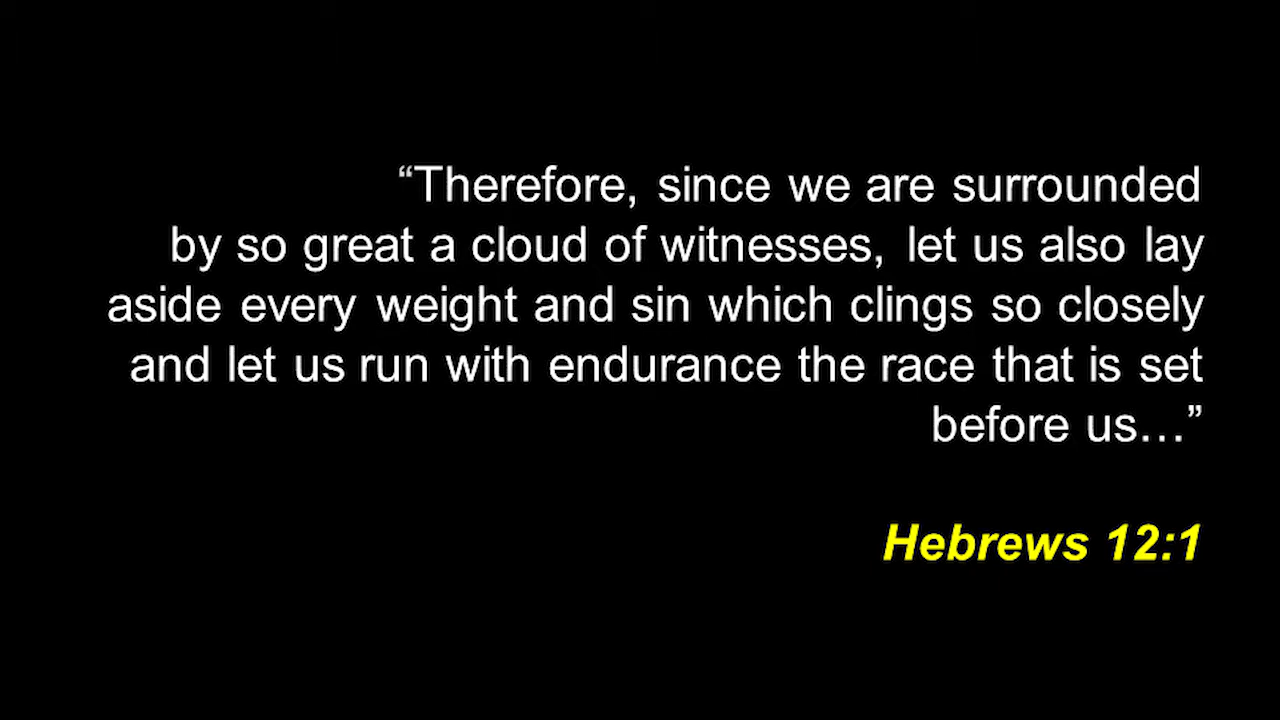 “Therefore, since we are surrounded
by so great a cloud of witnesses, let us also lay
aside every weight and sin which clings so closely
and let us run with endurance the race that is set
before us…”
Hebrews 12:1